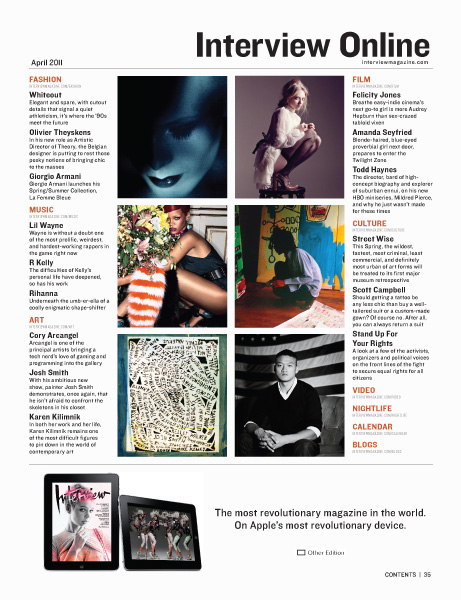 Interview Online
April 2011
interviewmagazine.com
FASHION
INTERVIEWMAGAZINE.COM/FASHION
Whiteout
Elegant and spare, with cutout
details that signal a quiet
athleticism, it's where the '90s
meet the future
Olivier Theyskens
In his new role as Artistic
Director of Theory, the Belgian
designer is putting to rest those
pesky notions of bringing chic
to the masses
Giorgio Armani
Giorgio Armani launches his
Spring/Summer Collection,
La Femme Bleue
MUSIC
INTERVIEWMAGAZINE.COM/MUSIC
Lil Wayne
Wayne is without a doubt one
of the most prolific, weirdest,
and hardest-working rappers in
the game right now
R Kelly
The difficulties of Kelly's
personal life have deepened,
so has his work
Rihanna
Underneath the umbr-ella of a
coolly enigmatic shape-shifter
ART
INTERVIEWMAGAZINE.COM/ART
Cory Arcangel
Arcangel is one of the
principal artists bringing a
tech nerd's love of gaming and
programming into the gallery
Josh Smith
With his ambitious new
show, painter Josh Smith
demonstrates, once again, that
he isn't afraid to confront the
skeletons in his closet
Karen Kilimnik
In both her work and her life,
Karen Kilimnik remains one
of the most difficult figures
to pin down in the world of
contemporary art
FILM
INTERVIEWMAGAZINE.COM/FILM
Felicity Jones
Breathe easy-indie cinema's
next go-to girl is more Audrey
Hepburn than sex-crazed
tabloid vixen
Amanda Seyfried
Blonde-haired, blue-eyed
proverbial girl next door,
prepares to enter the
Twilight Zone
Todd Haynes
The director, bard of high-
concept biography and explorer
of suburban ennui, on his new
HBO miniseries, Mildred Pierce,
and why he just wasn't made
for these times
CULTURE
INTERVIEWMAGAZINE.COM/CULTURE
Street Wise
This Spring, the wildest,
fastest, most criminal, least
commercial, and definitely
most urban of art forms will
be treated to its first major
museum retrospective
Scott Campbell
Should getting a tattoo be
any less chic than buy a well-
tailored suit or a custom-made
gown? Of course no. After all,
you can always return a suit
Stand Up For
Your Rights
A look at a few of the activists,
organizers and political voices
on the front lines of the fight
to secure equal rights for all
citizens
VIDEO
INTERVIEWMAGAZINE.COM/VIDEO
NIGHTLIFE
INTERVIEWMAGAZINE.COM/NIGHTLIFE
CALENDAR
INTERVIEWMAGAZINE.COM/CALENDAR
BLOGS
INTERVIEWMAGAZINE.COM/BLOGS
Interview
The most revolutionary magazine in the world.
On Apple's most revolutionary device.
Other Edition
CONTENTS | 35